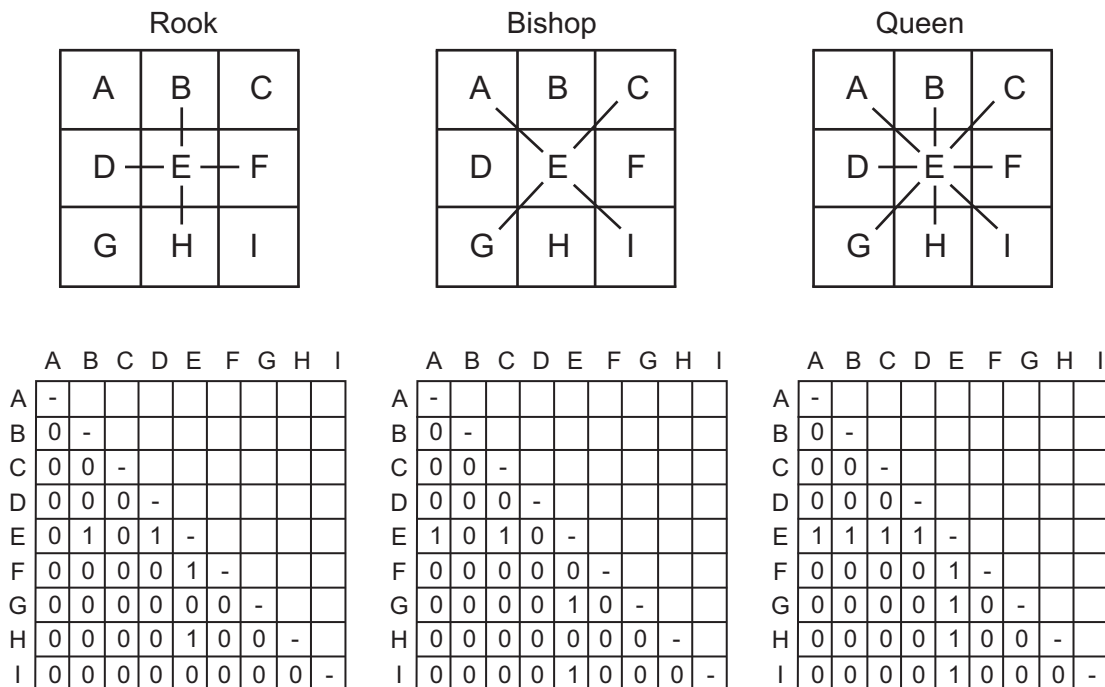 Rook Bishop Queen
A B C A B C A B C
D E F D E F D E F
G H I G H I G H I
A B C D E F G H I A B C D E F G H I A B C D E F G H I
A - A - A -
B 0 - B 0 - B 0 -
C 0 0 - C 0 0 - C 0 0 -
D 0 0 0 - D 0 0 0 - D 0 0 0 -
E 0 1 0 1 - E 1 0 1 0 - E 1 1 1 1 -
F 0 0 0 0 1 - F 0 0 0 0 0 - F 0 0 0 0 1 -
G 0 0 0 0 0 0 - G 0 0 0 0 1 0 - G 0 0 0 0 1 0 -
H 0 0 0 0 1 0 0 - H 0 0 0 0 0 0 0 - H 0 0 0 0 1 0 0 -
I 0 0 0 0 0 0 0 0 - I 0 0 0 0 1 0 0 0 - I 0 0 0 0 1 0 0 0 -